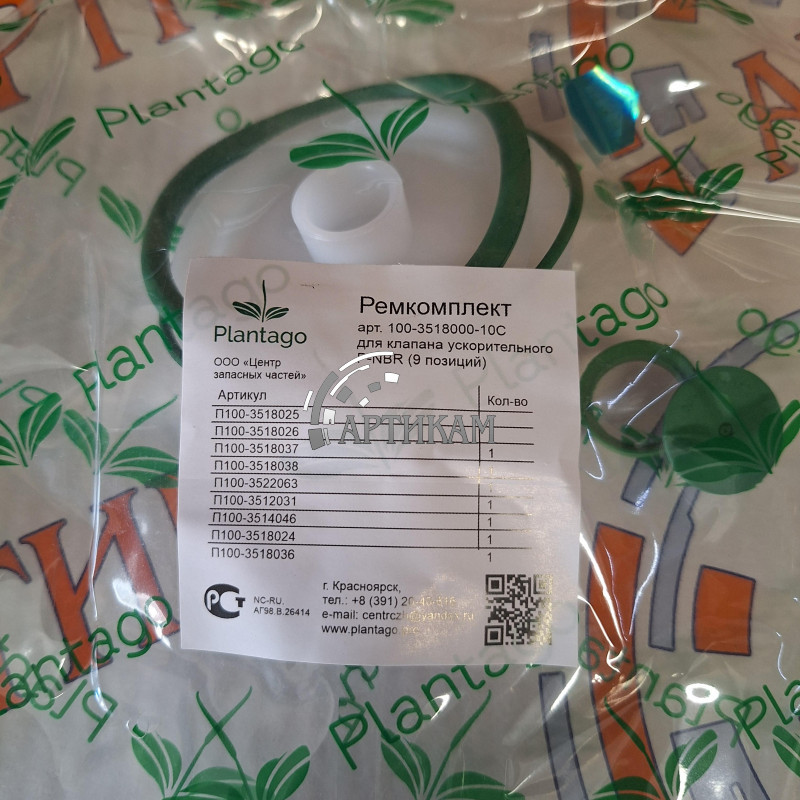 Plantago
Plantago
Ремкомплект
арт. 100-3518000-10С
для клапана ускорительного
NBR (9 позиций)
Plantago
ООО «Центр
запасных частей»
Артикул Кол-во
П100-3518025
П100-3518026
П100-3518037 1
П100-3518038
П100-3522063
П100-3512031 1
П100-3514046 1
П100-3518024 1
П100-3518036 1
АРТИКАМ
РСТ
NC-RU.
АГ98.В.26414
г. Красноярск,
тел.: +8 (391)
e-mail:
www.plantago.
Plantago
Plantago
Plantago
Plantago